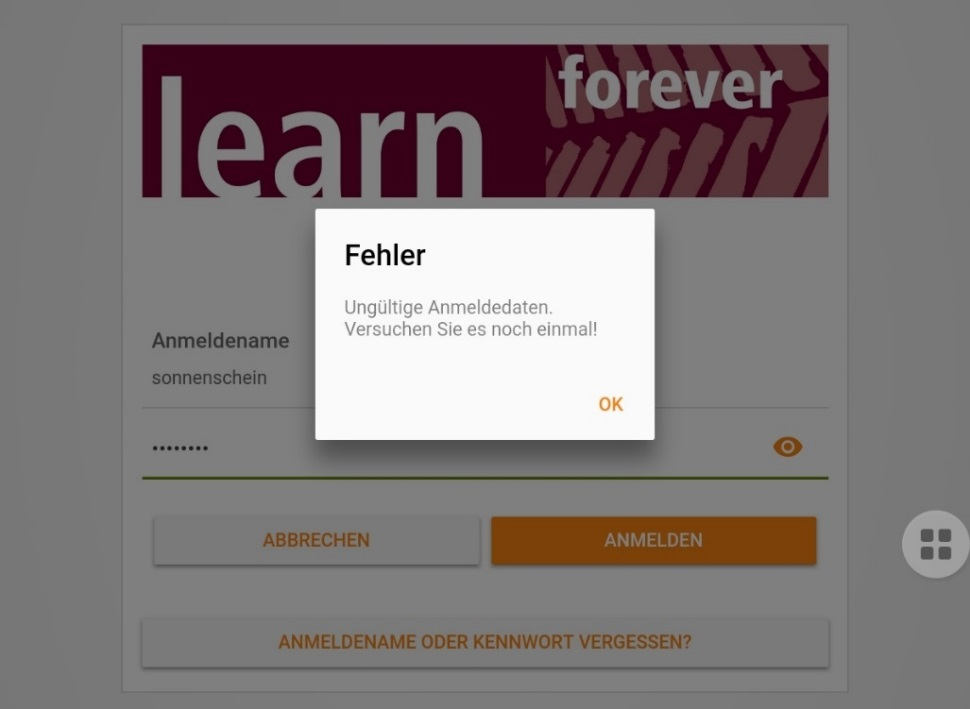 learn
forever
Fehler
Ungültige Anmeldedaten.
Versuchen Sie es noch einmal!
OK
Anmeldename
sonnenschein
••••••••
ABBRECHEN
ANMELDEN
ANMELDENAME ODER KENNWORT VERGESSEN?